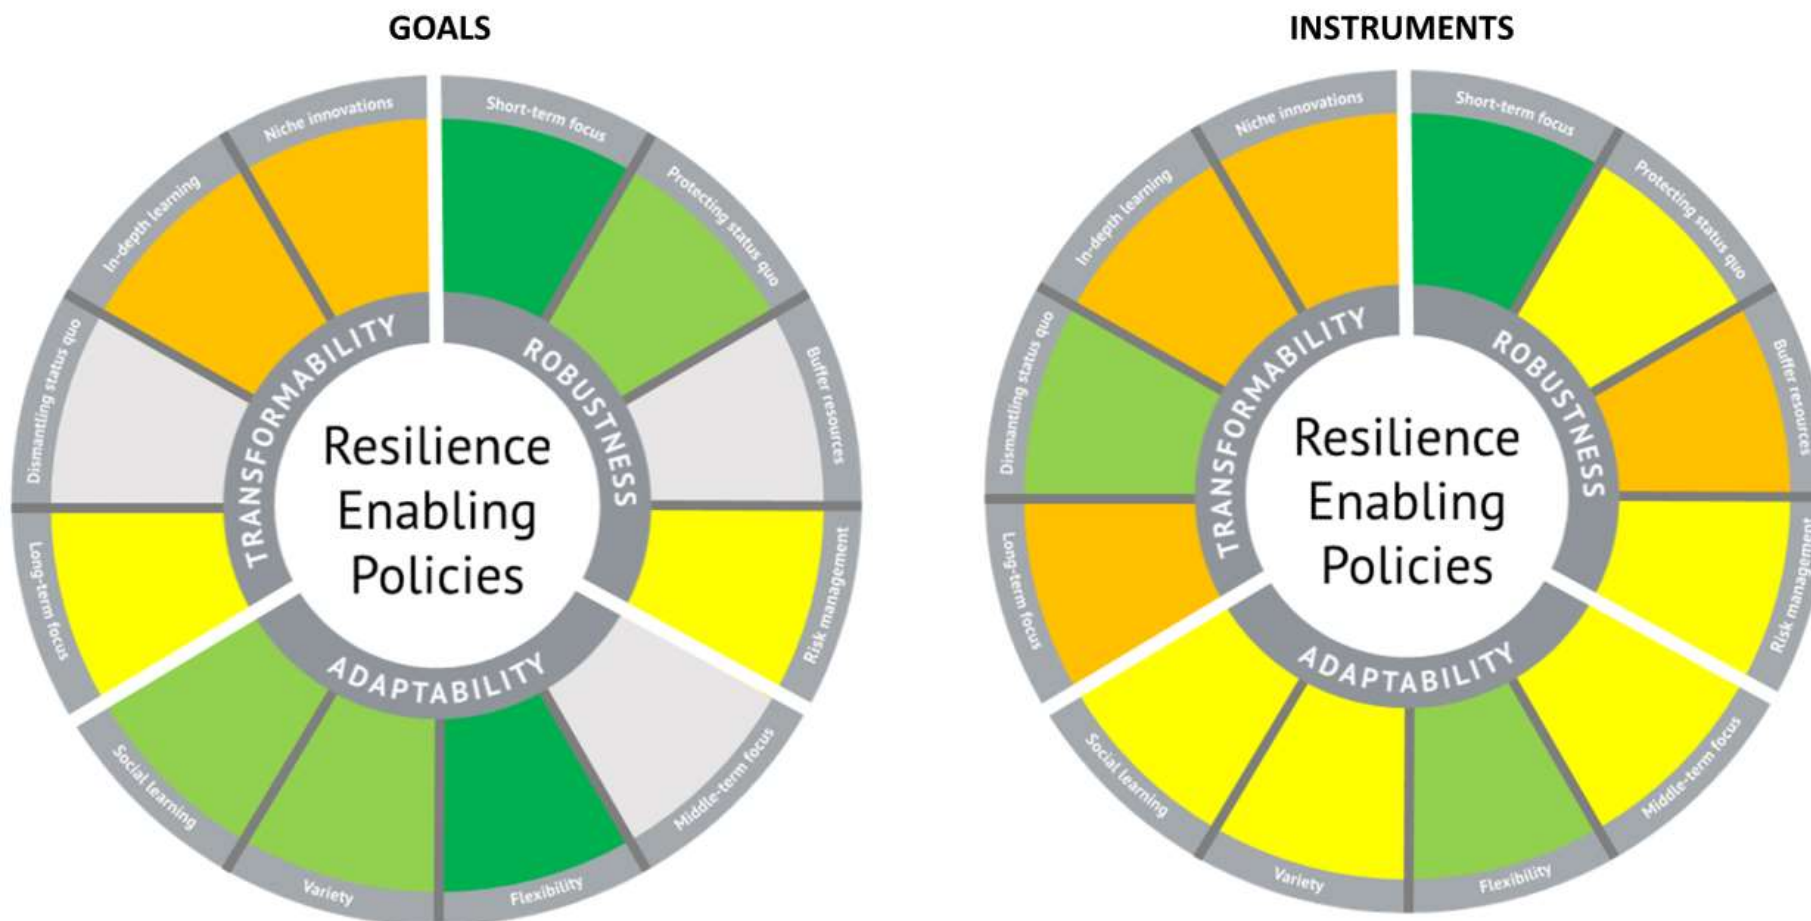 GOALS
Niche innovations
Short-term focus
Protecting status quo
Buffer resources
Risk management
Middle-term focus
Flexibility
Variety
Social learning
Long-term focus
Dismantling status quo
In-depth learning
TRANSFORMABILITY
ROBUSTNESS
ADAPTABILITY
Resilience
Enabling
Policies
INSTRUMENTS
Niche innovations
Short-term focus
Protecting status quo
Buffer resources
Risk management
Middle-term focus
Flexibility
Variety
Social learning
Long-term focus
Dismantling status quo
In-depth learning
TRANSFORMABILITY
ROBUSTNESS
ADAPTABILITY
Resilience
Enabling
Policies